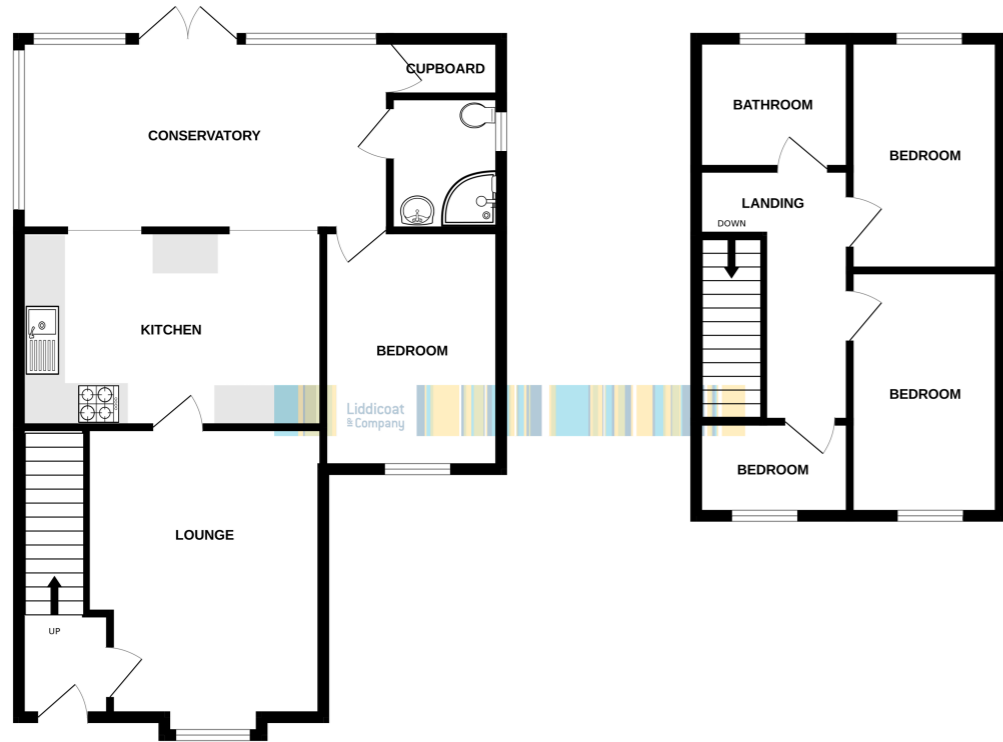 CUPBOARD
CONSERVATORY
KITCHEN
BEDROOM
Liddicoat
& Company
LOUNGE
UP
BATHROOM
BEDROOM
LANDING
DOWN
BEDROOM
BEDROOM